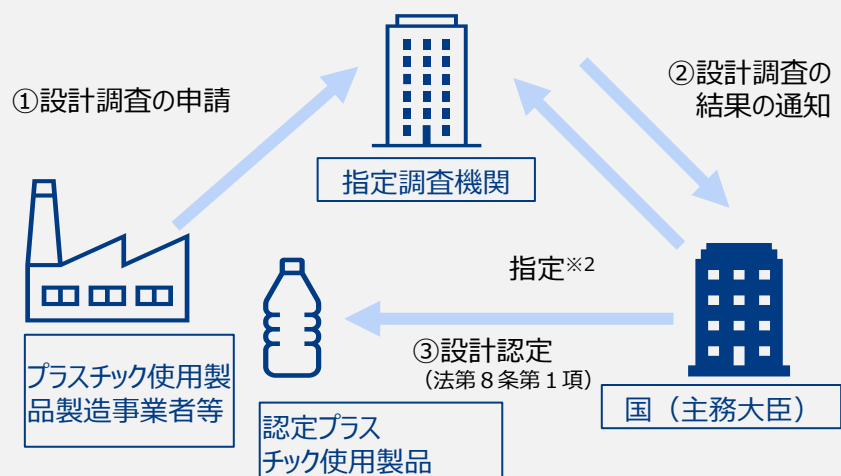 ①設計調査の申請
②設計調査の
結果の通知
指定調査機関
指定※2
③設計認定
（法第８条第１項）
プラスチック使用製
品製造事業者等
認定プラス
チック使用製品
国（主務大臣）